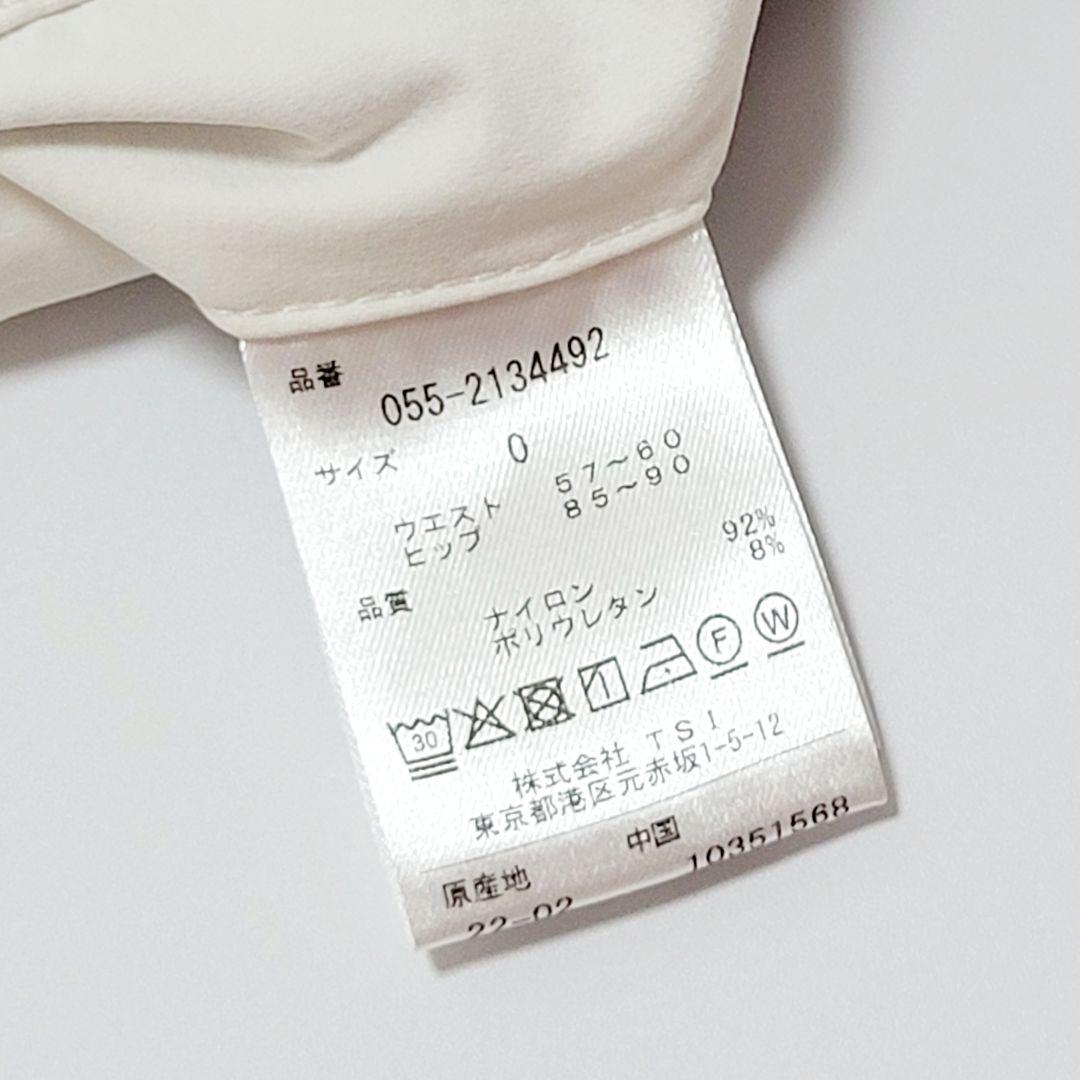 品番 055-2134492
サイズ 0
ウエスト 57～60
ヒップ 85～90
品質 ナイロン 92%
ポリウレタン 8%
30 F W
株式会社 TSI
東京都港区元赤坂1-5-12
原産地 中国
22-02 10351568